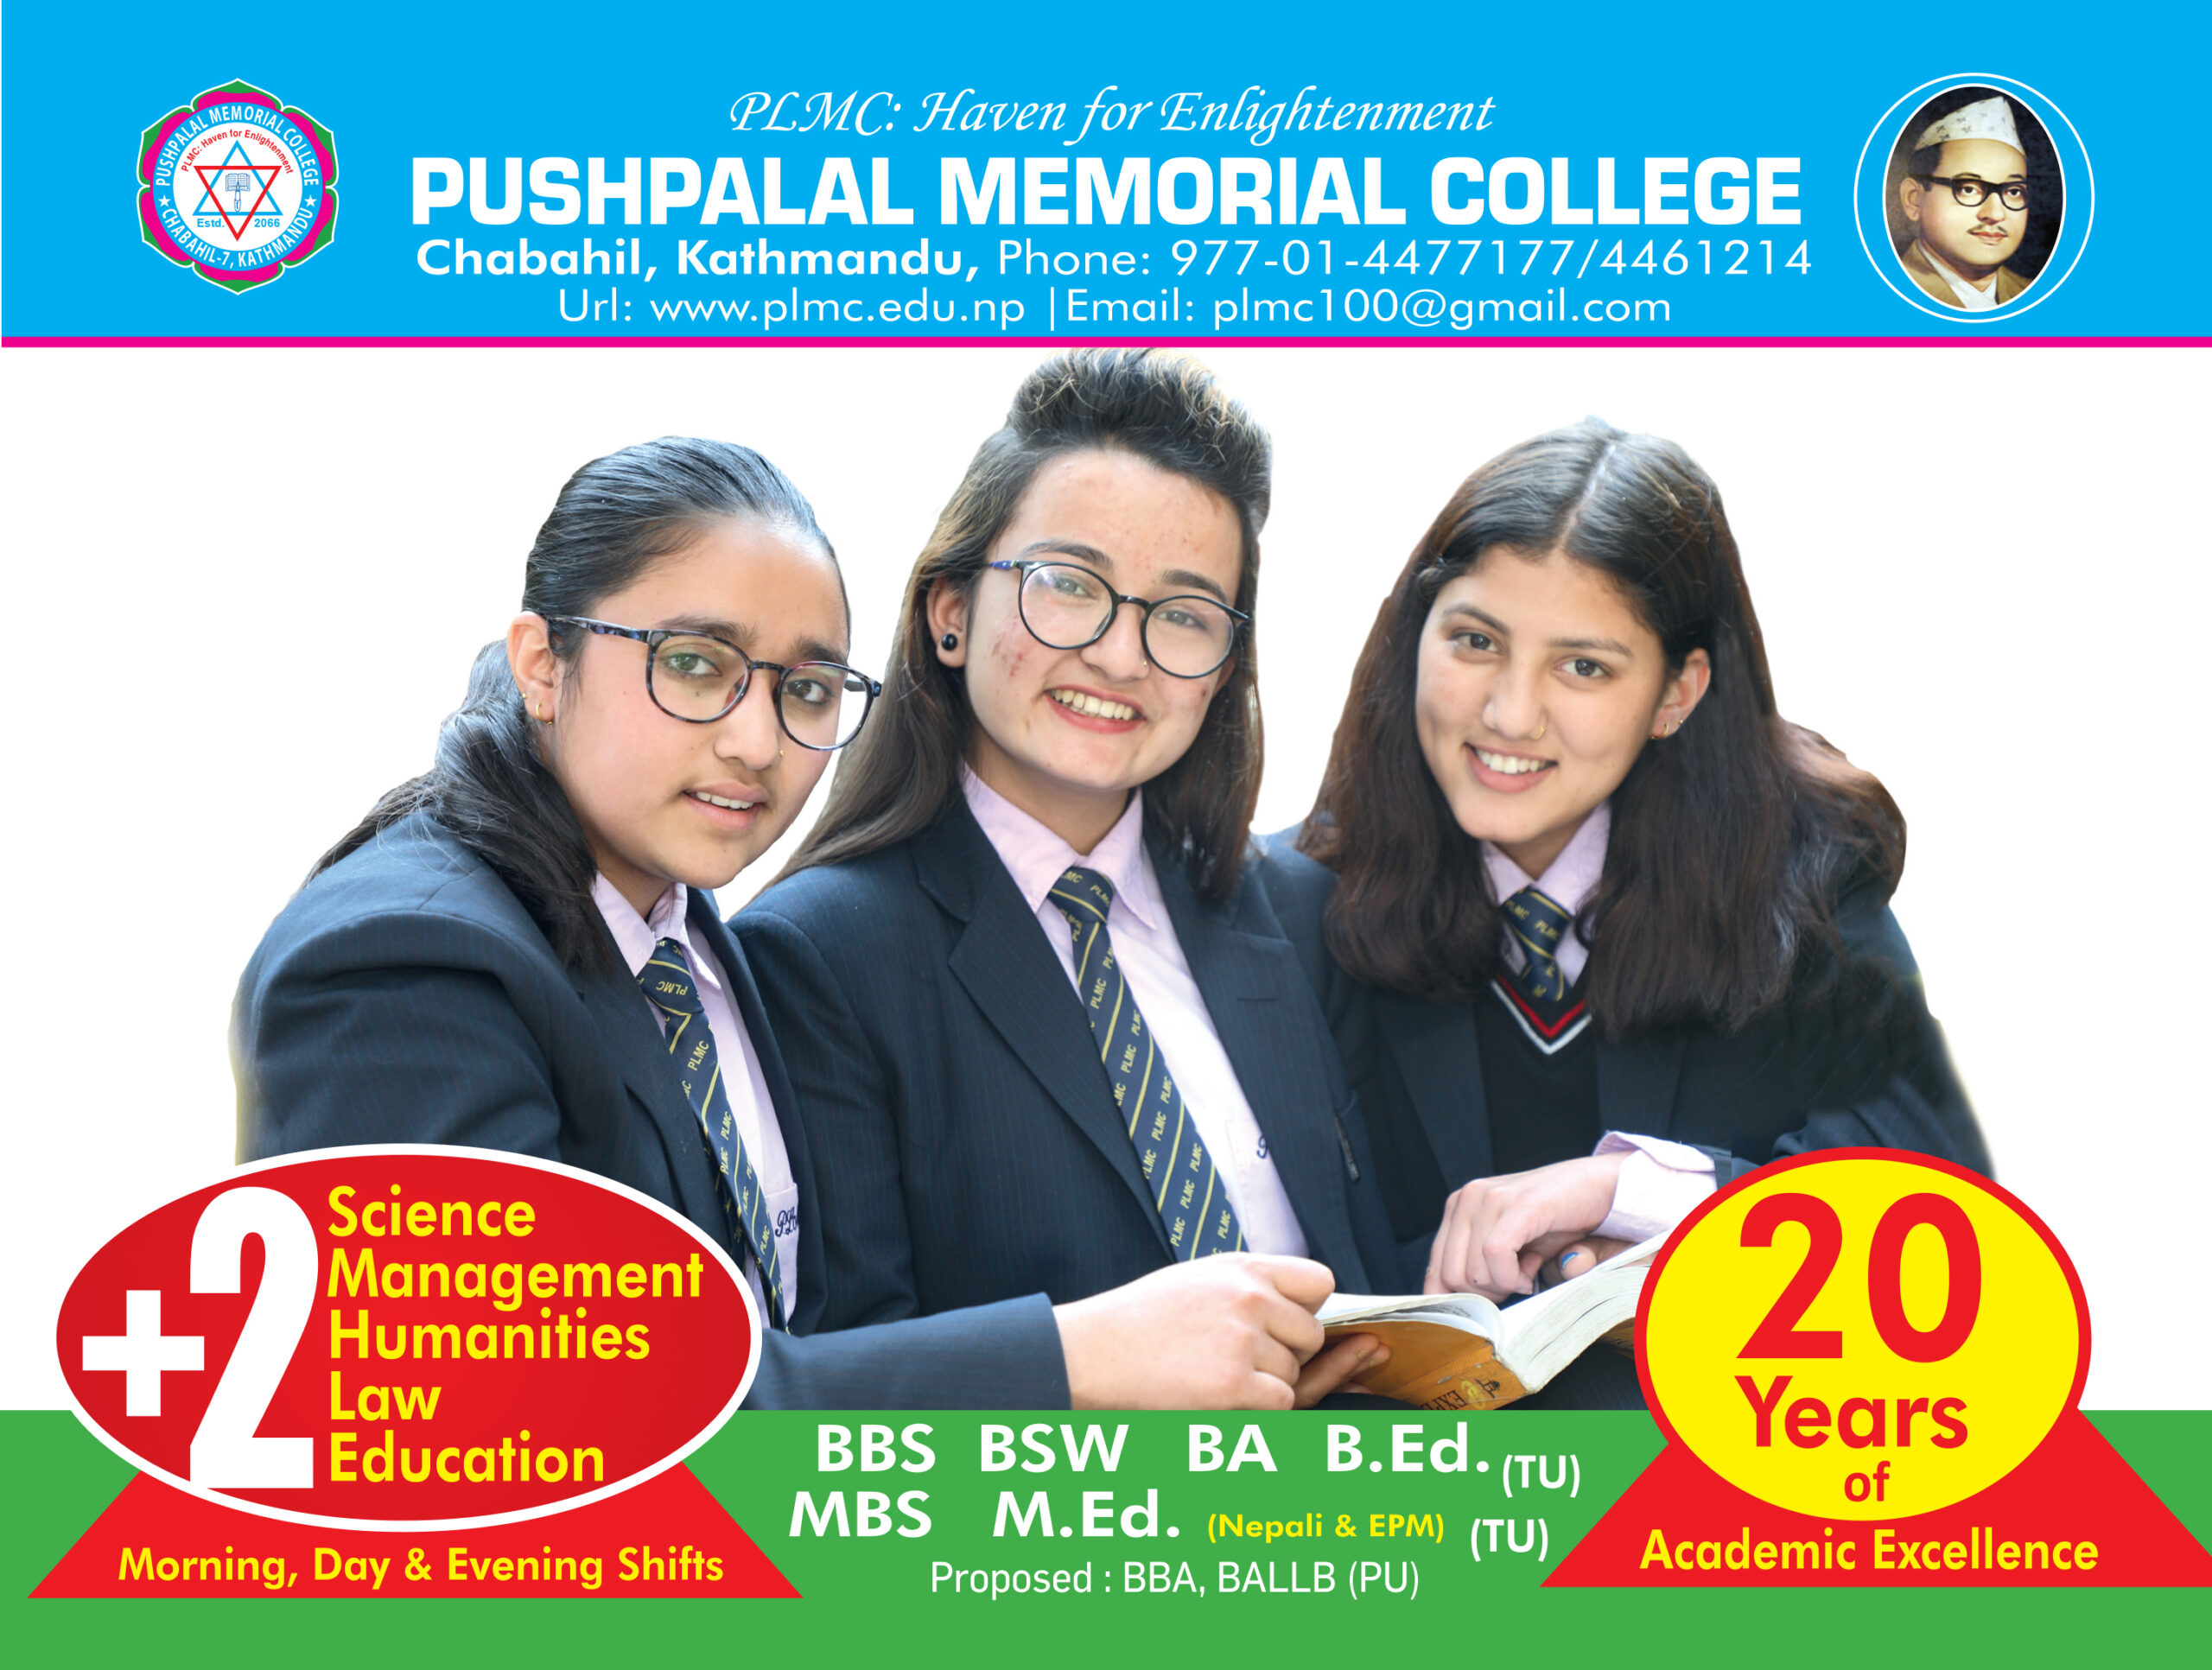 PUSHPALAL MEMORIAL COLLEGE
PLMC: Haven for Enlightenment
Estd. 2066
★ CHABAHIL-7, KATHMANDU ★
PLMC: Haven for Enlightenment
PUSHPALAL MEMORIAL COLLEGE
Chabahil, Kathmandu, Phone: 977-01-4477177/4461214
Url: www.plmc.edu.np | Email: plmc100@gmail.com
PLMC
PLMC
PLMC
+2
Science
Management
Humanities
Law
Education
Morning, Day & Evening Shifts
BBS BSW BA B.Ed. (TU)
MBS M.Ed. (Nepali & EPM) (TU)
Proposed : BBA, BALLB (PU)
20
Years
of
Academic Excellence